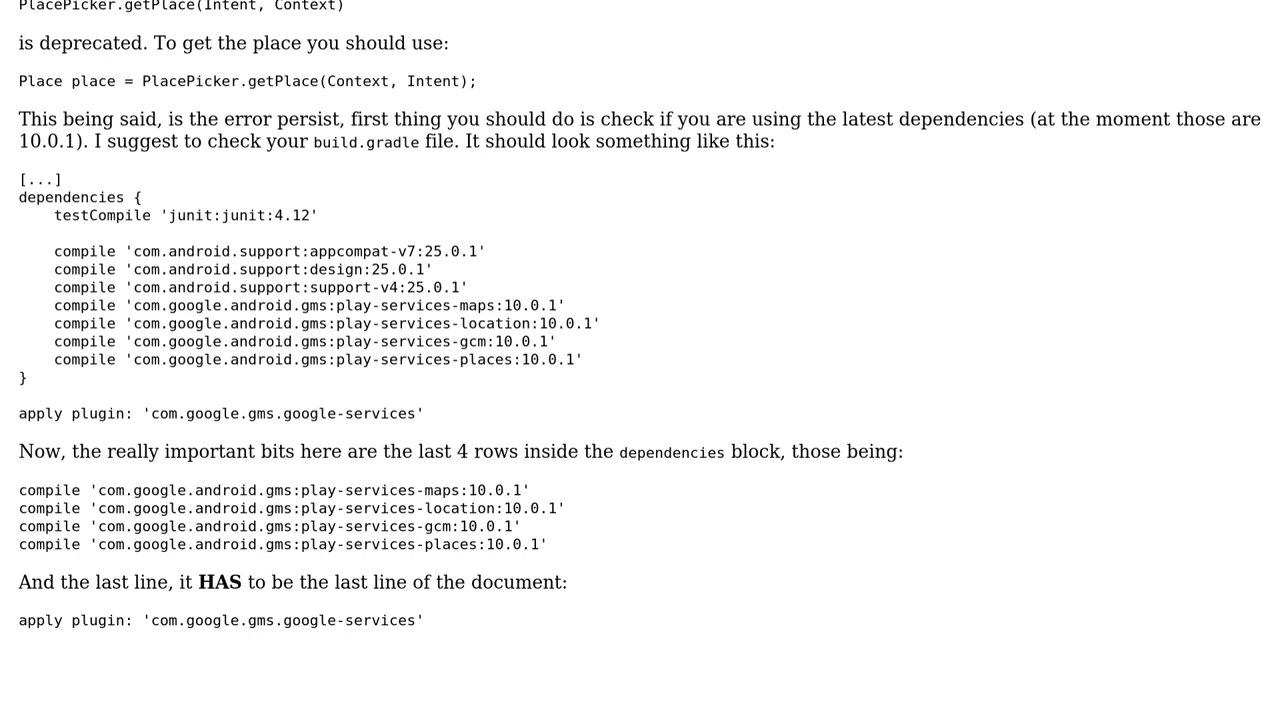 PlacePicker.getPlace(Intent, Context)
is deprecated. To get the place you should use:
Place place = PlacePicker.getPlace(Context, Intent);
This being said, is the error persist, first thing you should do is check if you are using the latest dependencies (at the moment those are
10.0.1). I suggest to check your build.gradle file. It should look something like this:
[...]
dependencies {
    testCompile 'junit:junit:4.12'
    compile 'com.android.support:appcompat-v7:25.0.1'
    compile 'com.android.support:design:25.0.1'
    compile 'com.android.support:support-v4:25.0.1'
    compile 'com.google.android.gms:play-services-maps:10.0.1'
    compile 'com.google.android.gms:play-services-location:10.0.1'
    compile 'com.google.android.gms:play-services-gcm:10.0.1'
    compile 'com.google.android.gms:play-services-places:10.0.1'
}
apply plugin: 'com.google.gms.google-services'
Now, the really important bits here are the last 4 rows inside the dependencies block, those being:
compile 'com.google.android.gms:play-services-maps:10.0.1'
compile 'com.google.android.gms:play-services-location:10.0.1'
compile 'com.google.android.gms:play-services-gcm:10.0.1'
compile 'com.google.android.gms:play-services-places:10.0.1'
And the last line, it HAS to be the last line of the document:
apply plugin: 'com.google.gms.google-services'